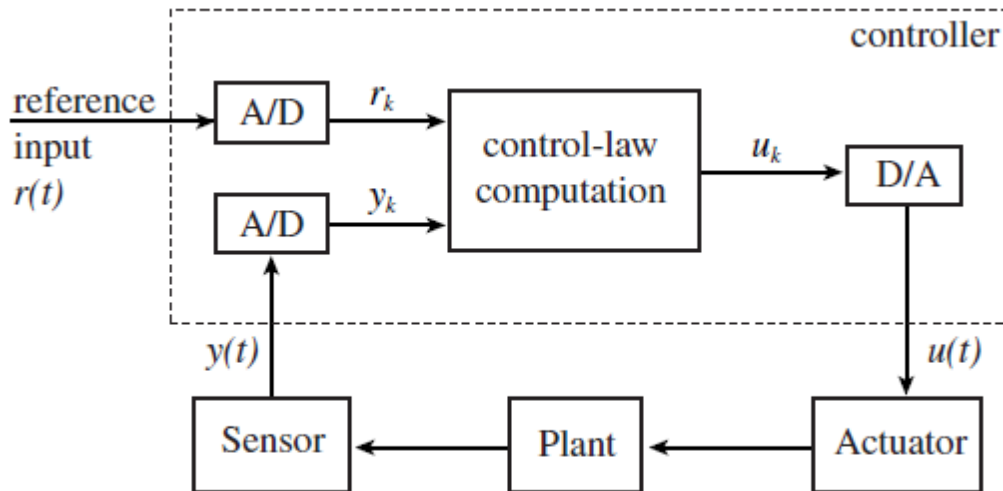 controller
reference
input
r(t)
A/D
r_k
A/D
y_k
control-law
computation
u_k
D/A
y(t)
u(t)
Sensor
Plant
Actuator